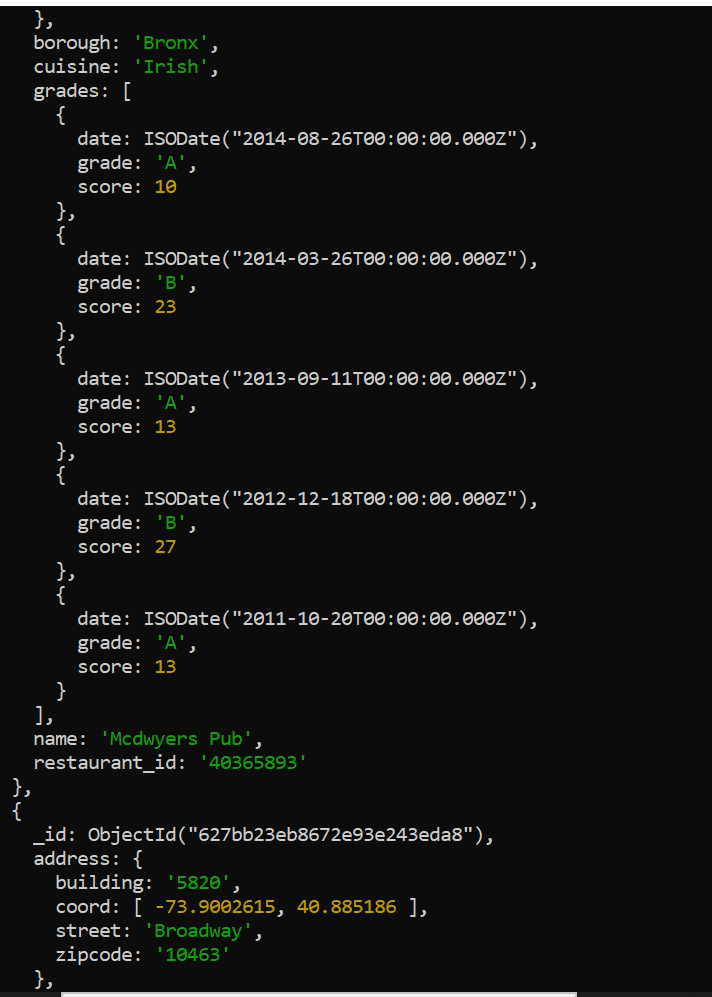 },
borough: 'Bronx',
cuisine: 'Irish',
grades: [
{
date: ISODate("2014-08-26T00:00:00.000Z"),
grade: 'A',
score: 10
},
{
date: ISODate("2014-03-26T00:00:00.000Z"),
grade: 'B',
score: 23
},
{
date: ISODate("2013-09-11T00:00:00.000Z"),
grade: 'A',
score: 13
},
{
date: ISODate("2012-12-18T00:00:00.000Z"),
grade: 'B',
score: 27
},
{
date: ISODate("2011-10-20T00:00:00.000Z"),
grade: 'A',
score: 13
}
],
name: 'Mcdwyers Pub',
restaurant_id: '40365893'
},
{
_id: ObjectId("627bb23eb8672e93e243eda8"),
address: {
building: '5820',
coord: [ -73.9002615, 40.885186 ],
street: 'Broadway',
zipcode: '10463'
},